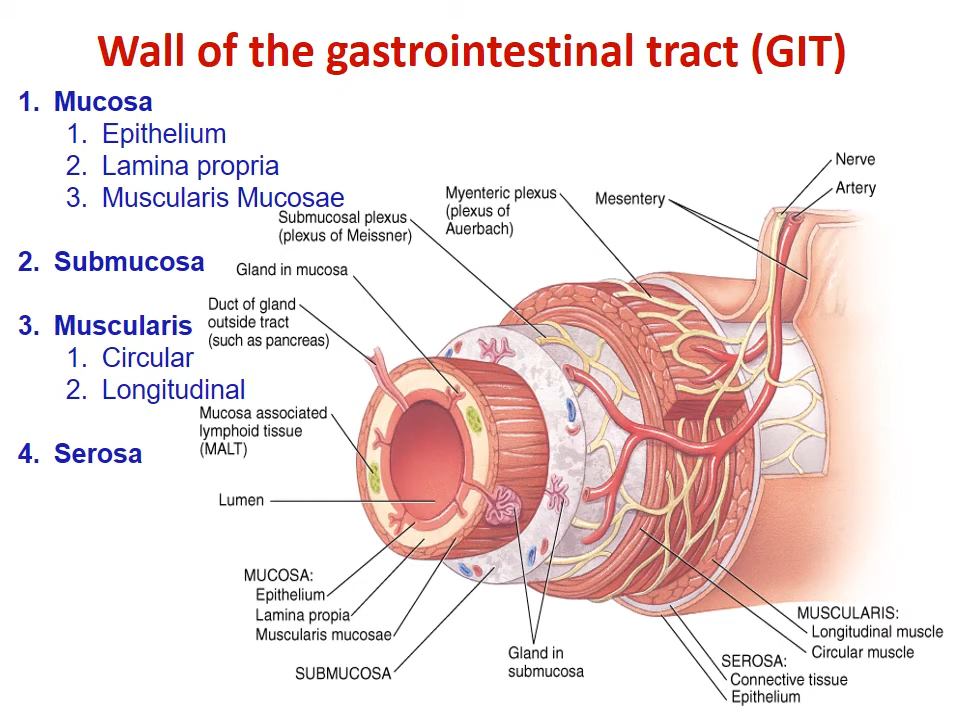 Wall of the gastrointestinal tract (GIT)
1. Mucosa
1. Epithelium
2. Lamina propria
3. Muscularis Mucosae
2. Submucosa
3. Muscularis
1. Circular
2. Longitudinal
4. Serosa
Nerve
Artery
Mesentery
Myenteric plexus
(plexus of
Auerbach)
Submucosal plexus
(plexus of Meissner)
Gland in mucosa
Duct of gland
outside tract
(such as pancreas)
Mucosa associated
lymphoid tissue
(MALT)
Lumen
MUCOSA:
Epithelium
Lamina propia
Muscularis mucosae
SUBMUCOSA
Gland in
submucosa
MUSCULARIS:
Longitudinal muscle
Circular muscle
SEROSA:
Connective tissue
Epithelium